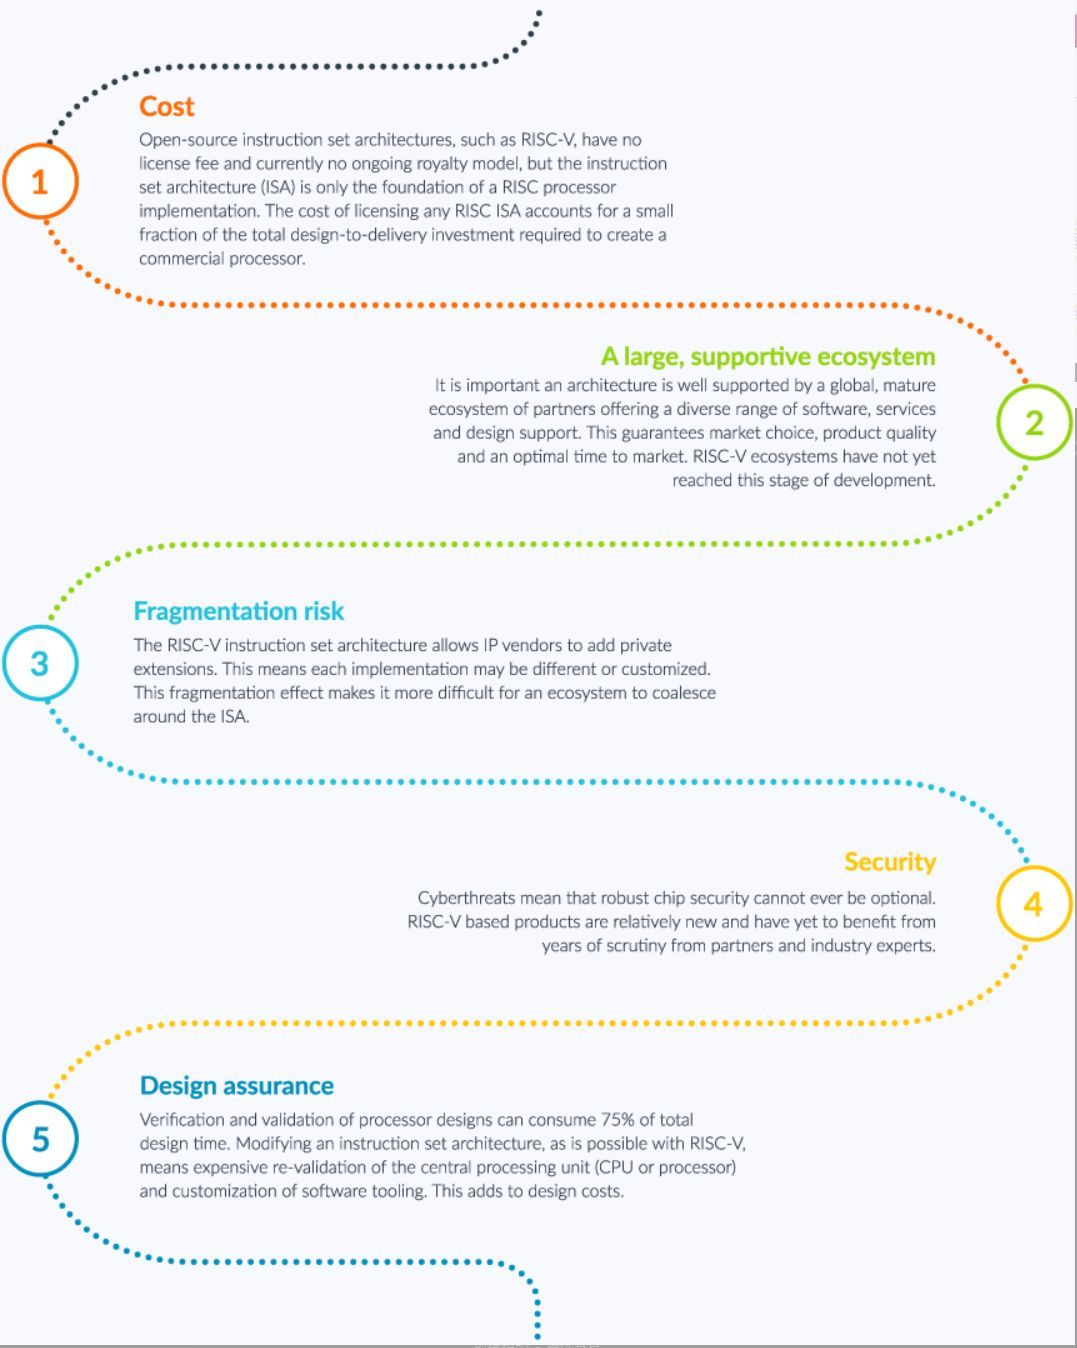 Cost
Open-source instruction set architectures, such as RISC-V, have no
license fee and currently no ongoing royalty model, but the instruction
set architecture (ISA) is only the foundation of a RISC processor
implementation. The cost of licensing any RISC ISA accounts for a small
fraction of the total design-to-delivery investment required to create a
commercial processor.
1
A large, supportive ecosystem
It is important an architecture is well supported by a global, mature
ecosystem of partners offering a diverse range of software, services
and design support. This guarantees market choice, product quality
and an optimal time to market. RISC-V ecosystems have not yet
reached this stage of development.
2
Fragmentation risk
The RISC-V instruction set architecture allows IP vendors to add private
extensions. This means each implementation may be different or customized.
This fragmentation effect makes it more difficult for an ecosystem to coalesce
around the ISA.
3
Security
Cyberthreats mean that robust chip security cannot ever be optional.
RISC-V based products are relatively new and have yet to benefit from
years of scrutiny from partners and industry experts.
4
Design assurance
Verification and validation of processor designs can consume 75% of total
design time. Modifying an instruction set architecture, as is possible with RISC-V,
means expensive re-validation of the central processing unit (CPU or processor)
and customization of software tooling. This adds to design costs.
5